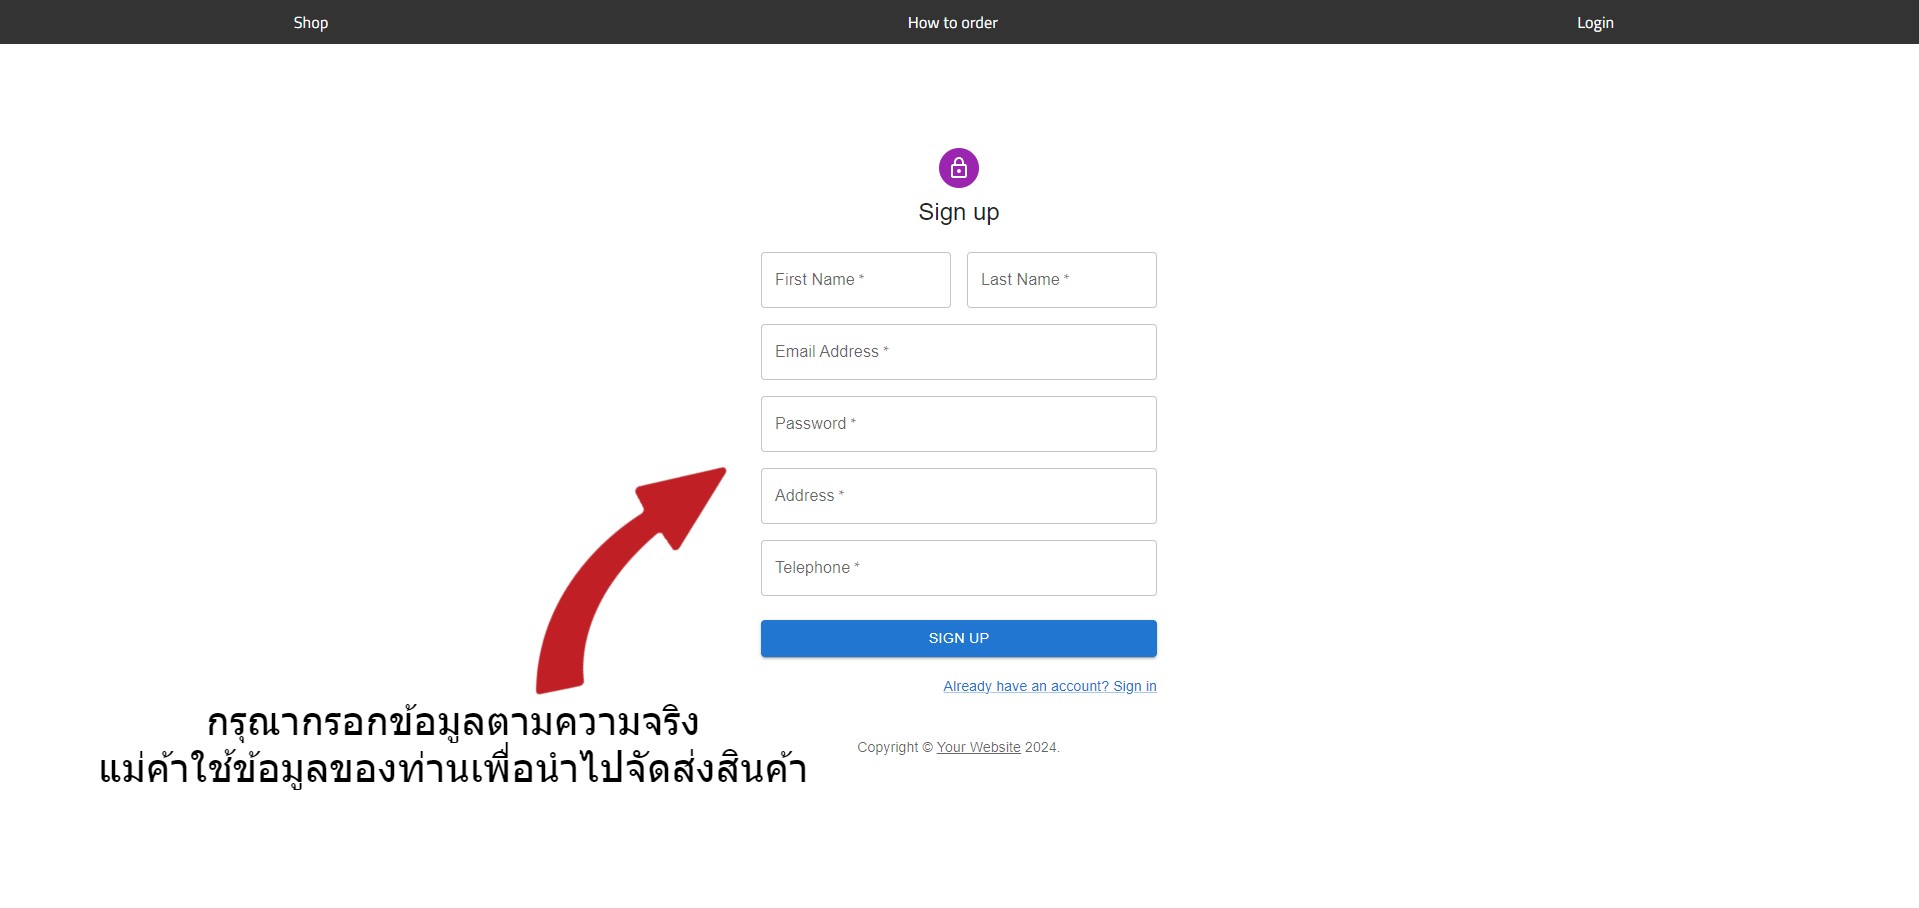 Shop
How to order
Login
Sign up
First Name *
Last Name *
Email Address *
Password *
Address *
Telephone *
SIGN UP
Already have an account? Sign in
กรุณากรอกข้อมูลตามความจริง
แม่ค้าใช้ข้อมูลของท่านเพื่อนำไปจัดส่งสินค้า
Copyright © Your Website 2024.